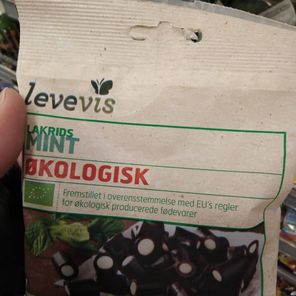 levevis
LAKRIDS
MINT
ØKOLOGISK
Fremstillet i overensstemmelse med EU's regler
for økologisk producerede fødevarer